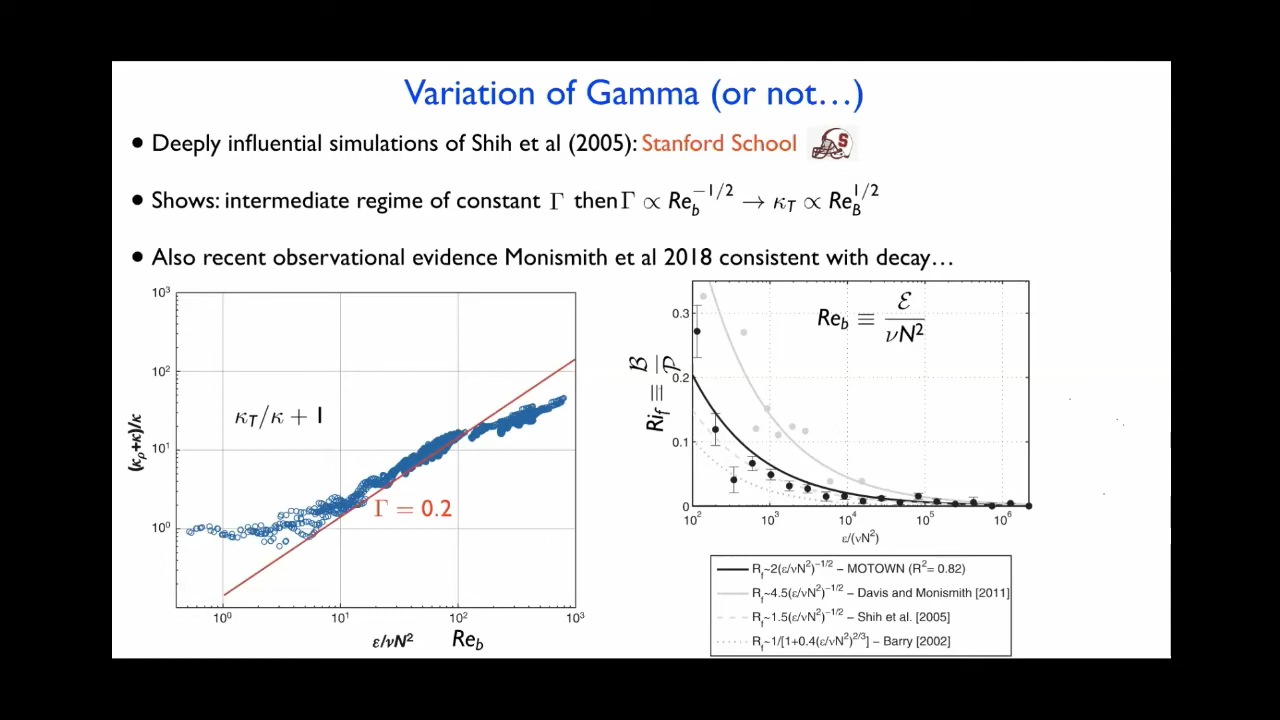 Variation of Gamma (or not...)
• Deeply influential simulations of Shih et al (2005): Stanford School
S
• Shows: intermediate regime of constant Γ then Γ ∝ Re_b^{-1/2} → κ_T ∝ Re_B^{1/2}
• Also recent observational evidence Monismith et al 2018 consistent with decay...
10³
10²
10¹
10⁰
(κ_ρ+κ)/κ
κ_T/κ + 1
Γ = 0.2
10⁰ 10¹ 10² 10³
ε/νN² Re_b
Re_b ≡ ℰ/νN²
Ri_f ≡ ℬ/𝒫
0.3
0.2
0.1
0
10² 10³ 10⁴ 10⁵ 10⁶
ε/(νN²)
R_f~2(ε/νN²)^{-1/2} – MOTOWN (R²= 0.82)
R_f~4.5(ε/νN²)^{-1/2} – Davis and Monismith [2011]
R_f~1.5(ε/νN²)^{-1/2} – Shih et al. [2005]
R_f~1/[1+0.4(ε/νN²)^{2/3}] – Barry [2002]